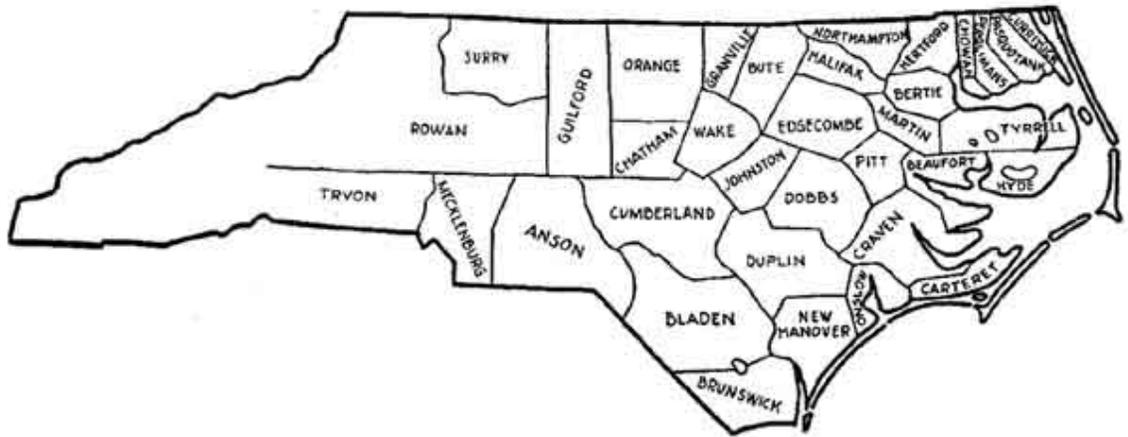 SURRY
GUILFORD
ORANGE
GRANVILLE
BUTE
NORTHAMPTON
HALIFAX
HERTFORD
CHOWAN
PERQUIMANS
PASQUOTANK
CURRITUCK
BERTIE
ROWAN
CHATHAM
WAKE
EDGECOMBE
MARTIN
TYRRELL
TRYON
MECKLENBURG
JOHNSTON
PITT
BEAUFORT
HYDE
ANSON
CUMBERLAND
DOBBS
CRAVEN
DUPLIN
ONSLOW
CARTERET
BLADEN
NEW
HANOVER
BRUNSWICK